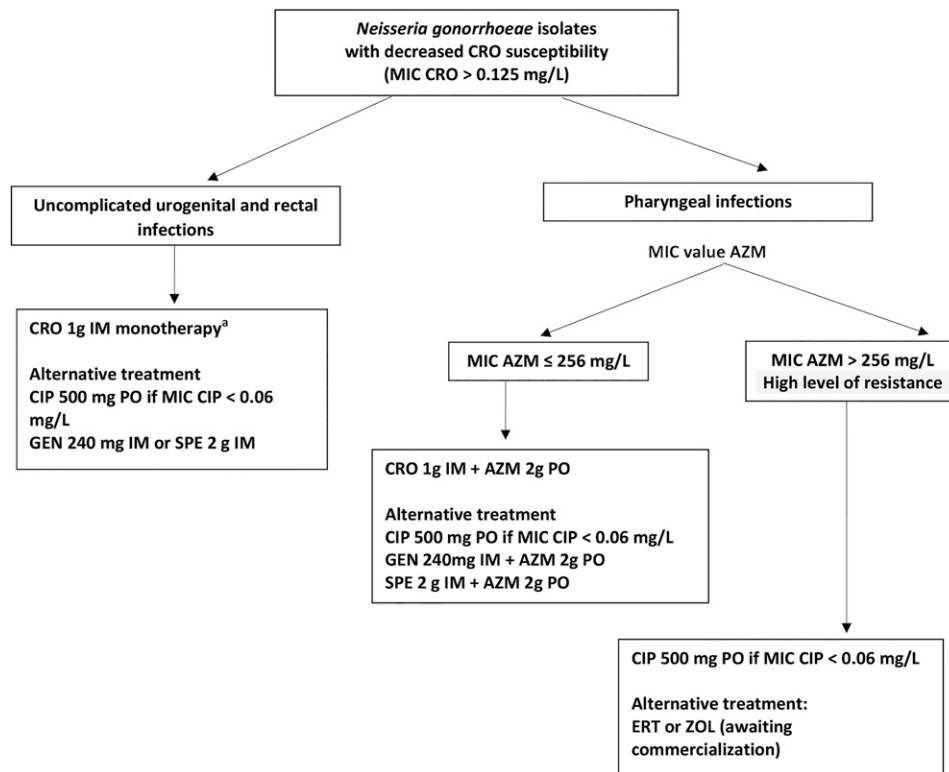 Neisseria gonorrhoeae isolates
with decreased CRO susceptibility
(MIC CRO > 0.125 mg/L)
Uncomplicated urogenital and rectal
infections
Pharyngeal infections
MIC value AZM
CRO 1g IM monotherapyᵃ
Alternative treatment
CIP 500 mg PO if MIC CIP < 0.06
mg/L
GEN 240 mg IM or SPE 2 g IM
MIC AZM ≤ 256 mg/L
MIC AZM > 256 mg/L
High level of resistance
CRO 1g IM + AZM 2g PO
Alternative treatment
CIP 500 mg PO if MIC CIP < 0.06 mg/L
GEN 240mg IM + AZM 2g PO
SPE 2 g IM + AZM 2g PO
CIP 500 mg PO if MIC CIP < 0.06 mg/L
Alternative treatment:
ERT or ZOL (awaiting
commercialization)